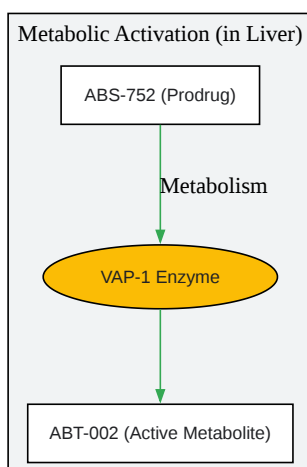 Metabolic Activation (in Liver)
ABS-752 (Prodrug)
Metabolism
VAP-1 Enzyme
ABT-002 (Active Metabolite)